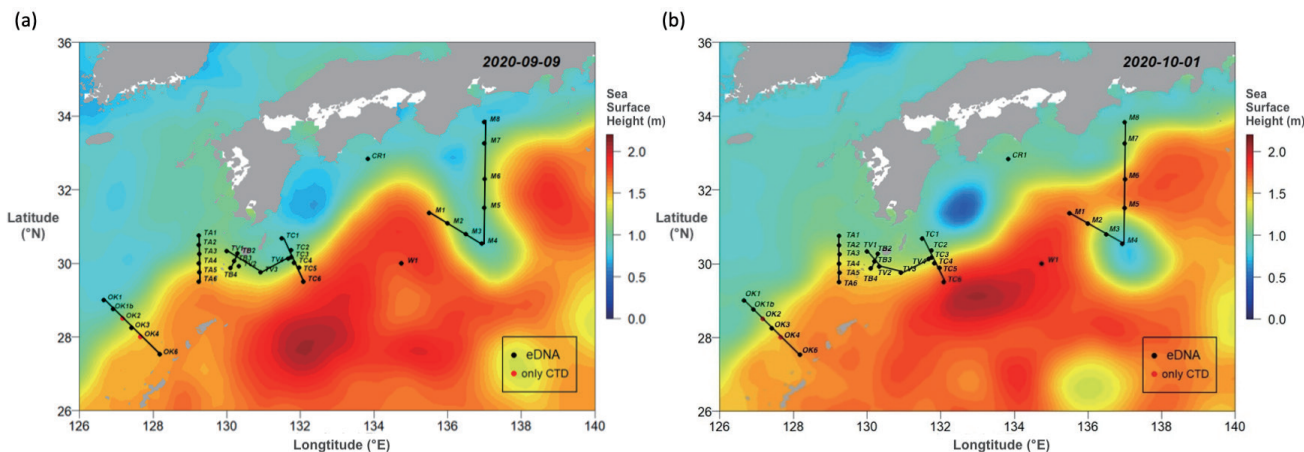 (a)
36
34
32
30
28
26
126
128
130
132
134
136
138
140
Latitude
(°N)
Longtitude (°E)
2020-09-09
M8
M7
M6
M5
M4
M3
M2
M1
CR1
W1
TA1
TA2
TA3
TA4
TA5
TA6
TV1
TB2
TB3
TV2
TB4
TV3
TV4
TC1
TC2
TC3
TC4
TC5
TC6
OK1
OK1b
OK2
OK3
OK4
OK6
eDNA
only CTD
Sea
Surface
Height (m)
2.0
1.5
1.0
0.5
0.0
(b)
36
34
32
30
28
26
126
128
130
132
134
136
138
140
Latitude
(°N)
Longtitude (°E)
2020-10-01
M8
M7
M6
M5
M4
M3
M2
M1
CR1
W1
TA1
TA2
TA3
TA4
TA5
TA6
TV1
TB2
TB3
TV2
TB4
TV3
TV4
TC1
TC2
TC3
TC4
TC5
TC6
OK1
OK1b
OK2
OK3
OK4
OK6
eDNA
only CTD
Sea
Surface
Height (m)
2.0
1.5
1.0
0.5
0.0